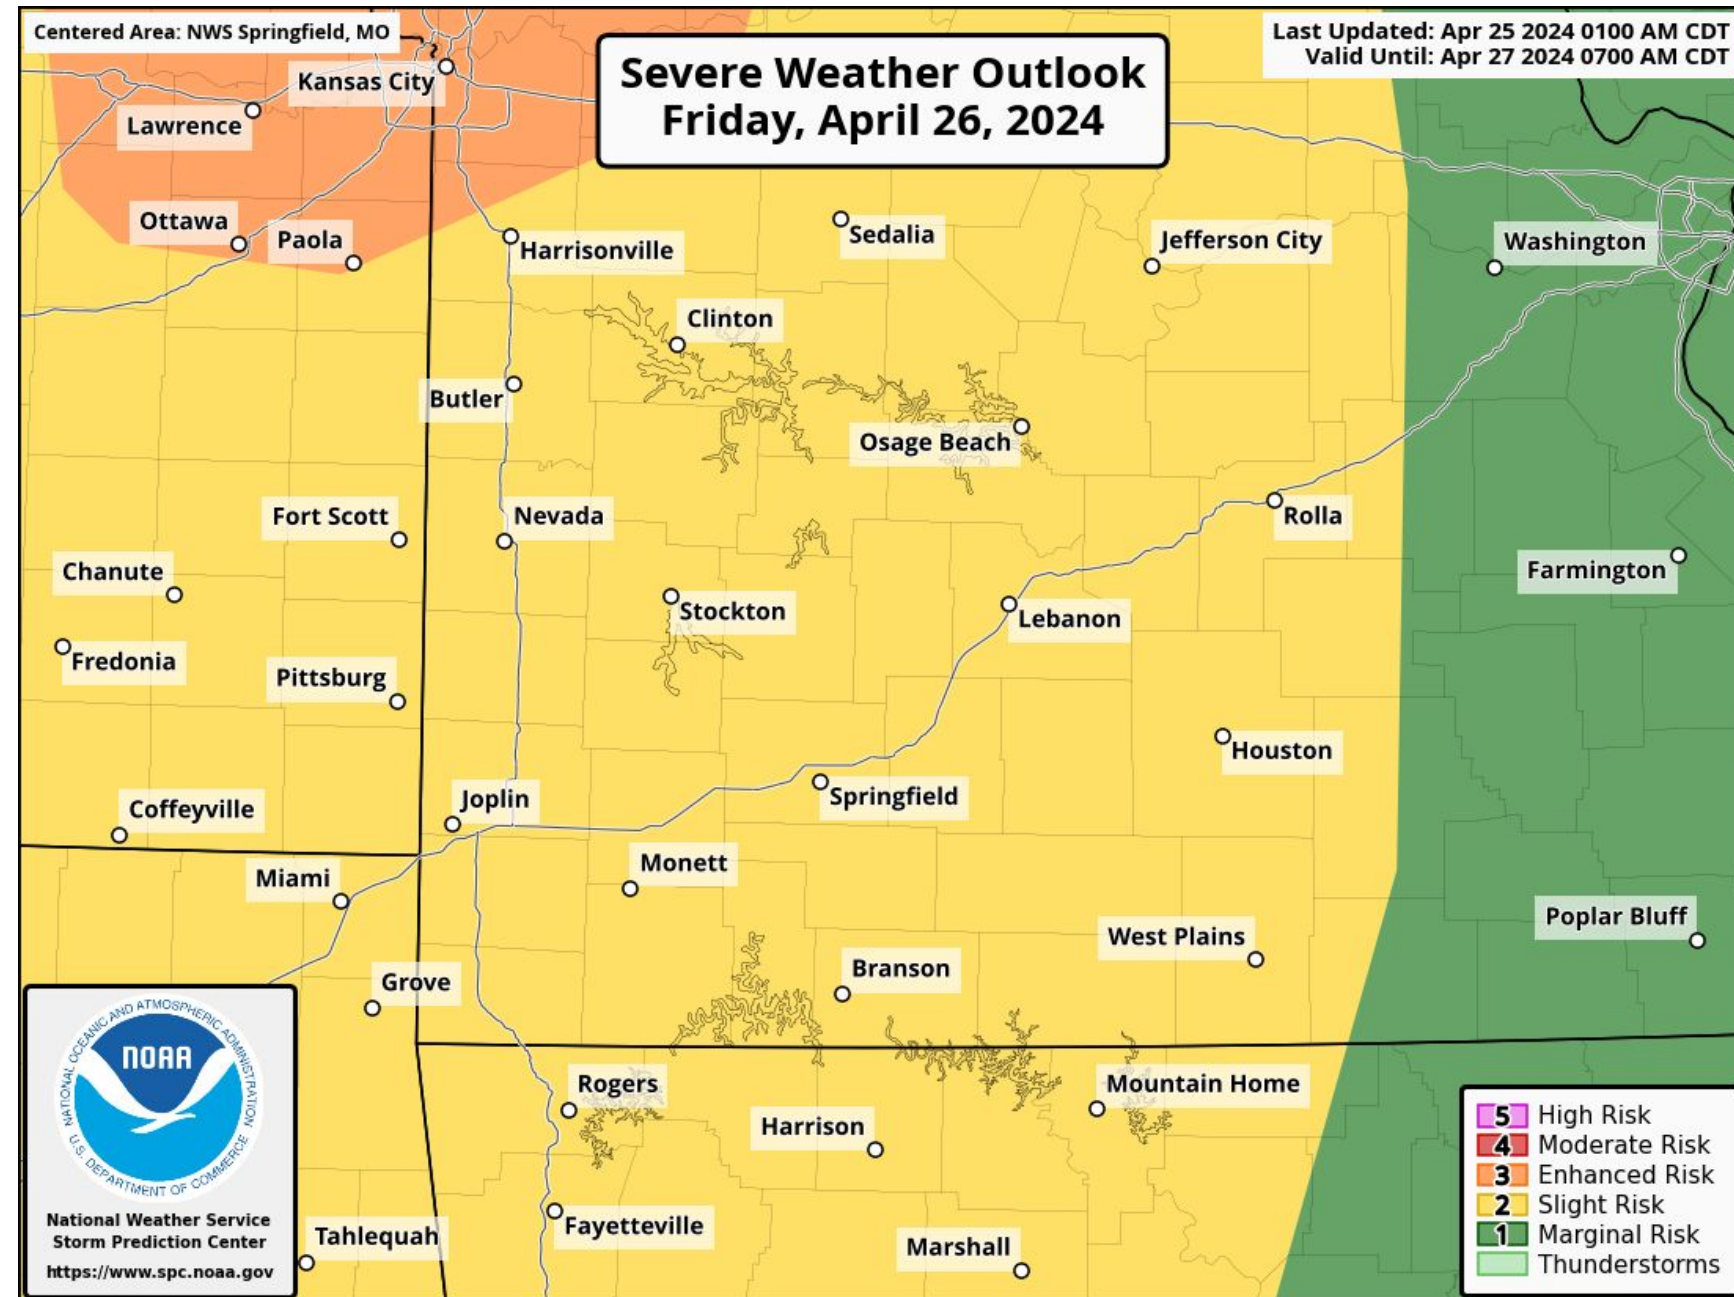 Centered Area: NWS Springfield, MO
Last Updated: Apr 25 2024 0100 AM CDT
Valid Until: Apr 27 2024 0700 AM CDT
Severe Weather Outlook
Friday, April 26, 2024
Kansas City
Lawrence
Ottawa
Paola
Harrisonville
Sedalia
Jefferson City
Washington
Clinton
Butler
Osage Beach
Fort Scott
Nevada
Rolla
Chanute
Farmington
Stockton
Lebanon
Fredonia
Pittsburg
Houston
Joplin
Springfield
Coffeyville
Monett
Miami
Poplar Bluff
West Plains
Branson
Grove
Rogers
Mountain Home
Harrison
Fayetteville
Tahlequah
Marshall
NATIONAL OCEANIC AND ATMOSPHERIC ADMINISTRATION
NOAA
U.S. DEPARTMENT OF COMMERCE
National Weather Service
Storm Prediction Center
https://www.spc.noaa.gov
5 High Risk
4 Moderate Risk
3 Enhanced Risk
2 Slight Risk
1 Marginal Risk
Thunderstorms